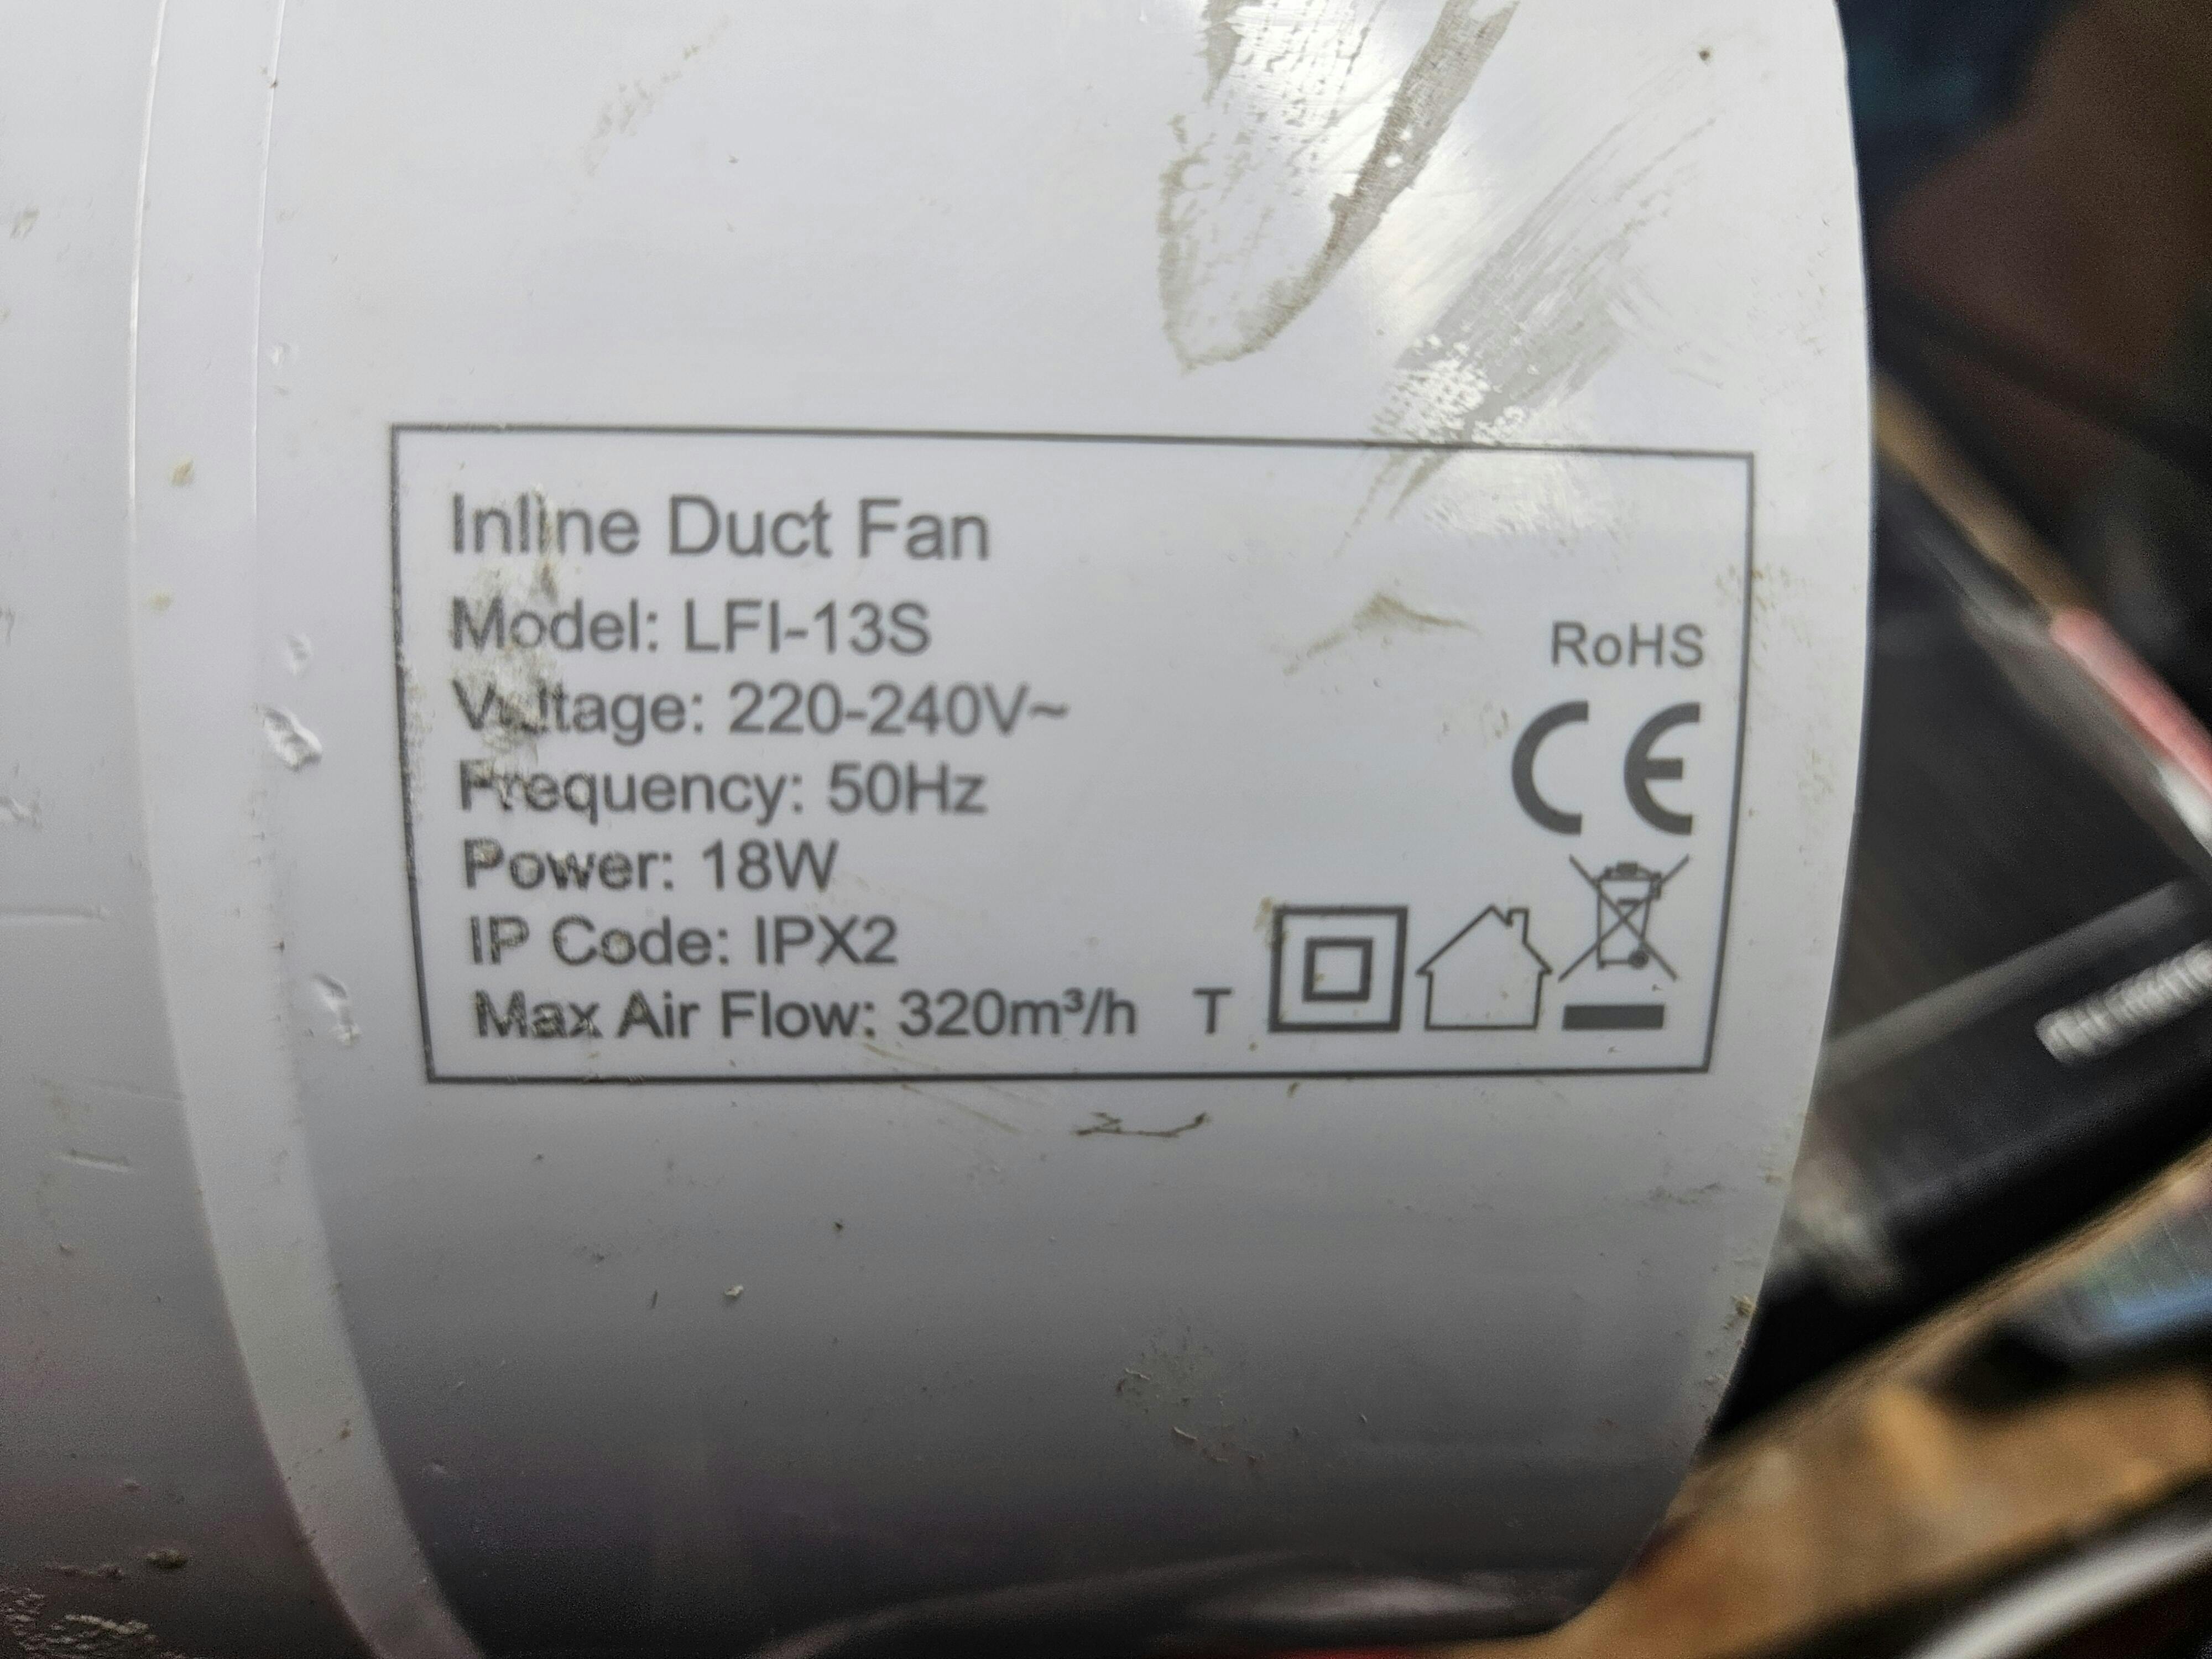 Inline Duct Fan
Model: LFI-13S
Voltage: 220-240V~
Frequency: 50Hz
Power: 18W
IP Code: IPX2
Max Air Flow: 320m³/h T
RoHS
CE